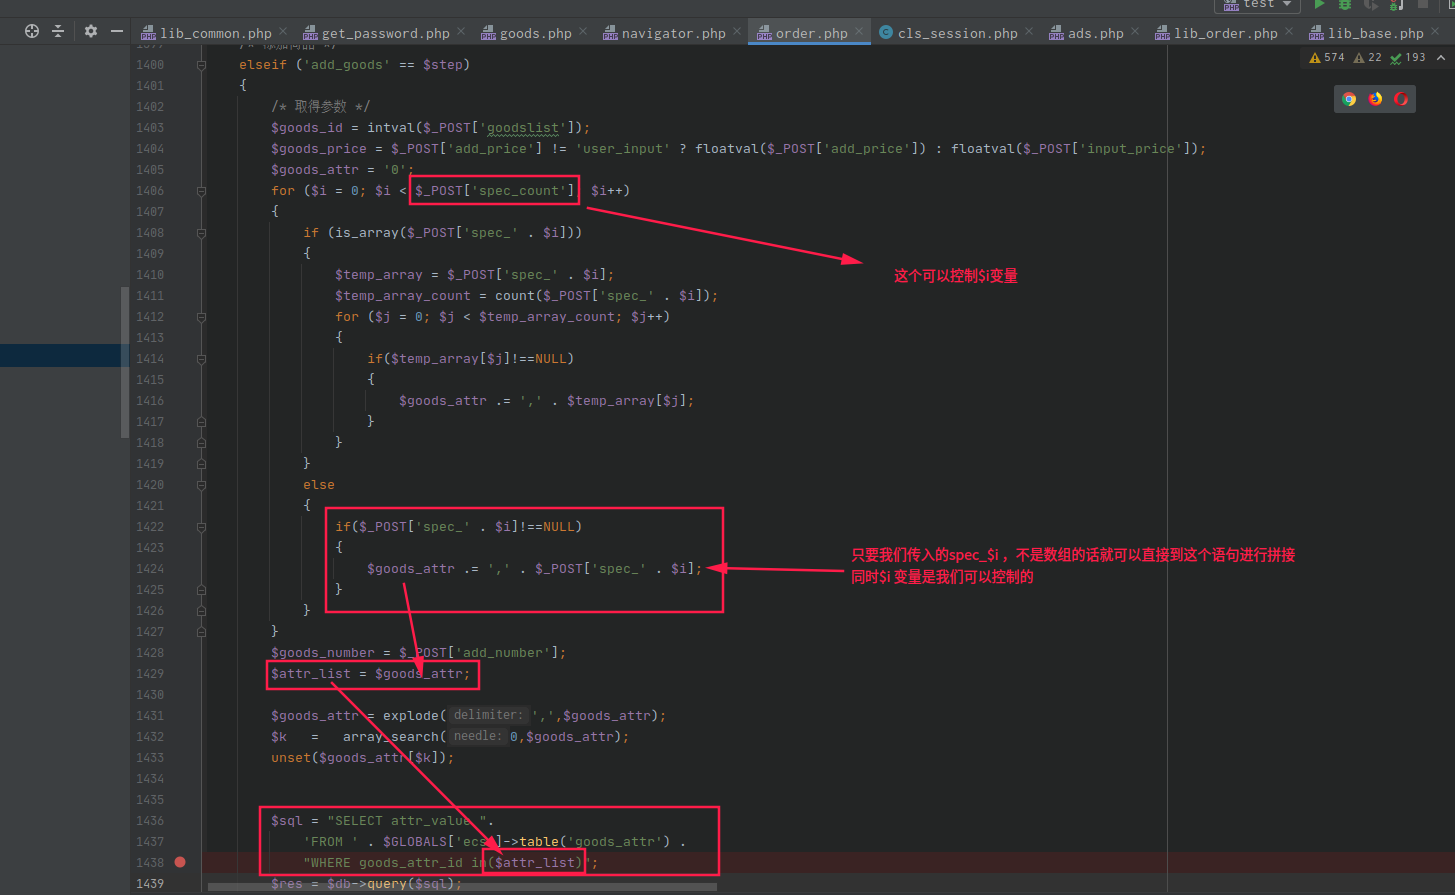 test
lib_common.php get_password.php goods.php navigator.php order.php cls_session.php ads.php lib_order.php lib_base.php
574 22 193
1399 /* 添加商品 */
1400 elseif ('add_goods' == $step)
1401 {
1402 /* 取得参数 */
1403 $goods_id = intval($_POST['goodslist']);
1404 $goods_price = $_POST['add_price'] != 'user_input' ? floatval($_POST['add_price']) : floatval($_POST['input_price']);
1405 $goods_attr = '0';
1406 for ($i = 0; $i < $_POST['spec_count'] $i++)
1407 {
1408 if (is_array($_POST['spec_' . $i]))
1409 {
1410 $temp_array = $_POST['spec_' . $i];
这个可以控制$i变量
1411 $temp_array_count = count($_POST['spec_' . $i]);
1412 for ($j = 0; $j < $temp_array_count; $j++)
1413 {
1414 if($temp_array[$j]!==NULL)
1415 {
1416 $goods_attr .= ',' . $temp_array[$j];
1417 }
1418 }
1419 }
1420 else
1421 {
1422 if($_POST['spec_' . $i]!==NULL)
1423 {
只要我们传入的spec_$i ，不是数组的话就可以直接到这个语句进行拼接
同时$i 变量是我们可以控制的
1424 $goods_attr .= ',' . $_POST['spec_' . $i];
1425 }
1426 }
1427 }
1428 $goods_number = $_POST['add_number'];
1429 $attr_list = $goods_attr;
1430
1431 $goods_attr = explode( delimiter: ',',$goods_attr);
1432 $k = array_search( needle: 0,$goods_attr);
1433 unset($goods_attr[$k]);
1434
1435
1436 $sql = "SELECT attr_value ".
1437 'FROM ' . $GLOBALS['ecs']->table('goods_attr') .
1438 "WHERE goods_attr_id in($attr_list)";
1439 $res = $db->query($sql);